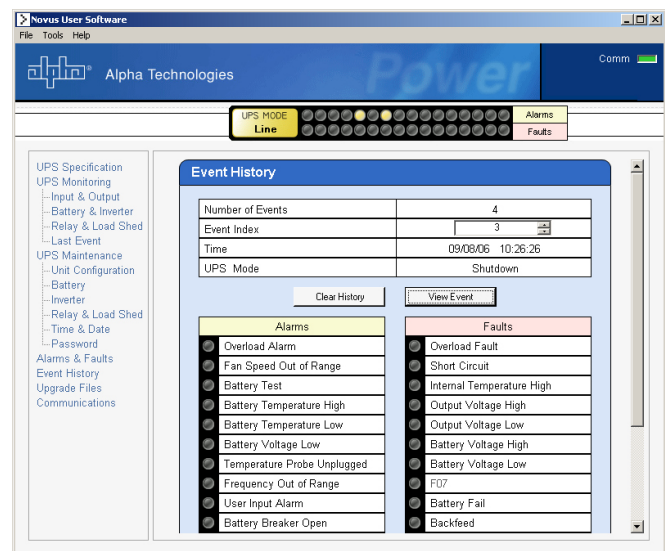 Novus User Software
File Tools Help
alpha® Alpha Technologies
Power
Comm
UPS MODE
Line
Alarms
Faults
UPS Specification
UPS Monitoring
Input & Output
Battery & Inverter
Relay & Load Shed
Last Event
UPS Maintenance
Unit Configuration
Battery
Inverter
Relay & Load Shed
Time & Date
Password
Alarms & Faults
Event History
Upgrade Files
Communications
Event History
Number of Events 4
Event Index 3
Time 09/08/06 10:26:26
UPS Mode Shutdown
Clear History View Event
Alarms Faults
Overload Alarm Overload Fault
Fan Speed Out of Range Short Circuit
Battery Test Internal Temperature High
Battery Temperature High Output Voltage High
Battery Temperature Low Output Voltage Low
Battery Voltage Low Battery Voltage High
Temperature Probe Unplugged Battery Voltage Low
Frequency Out of Range F07
User Input Alarm Battery Fail
Battery Breaker Open Backfeed